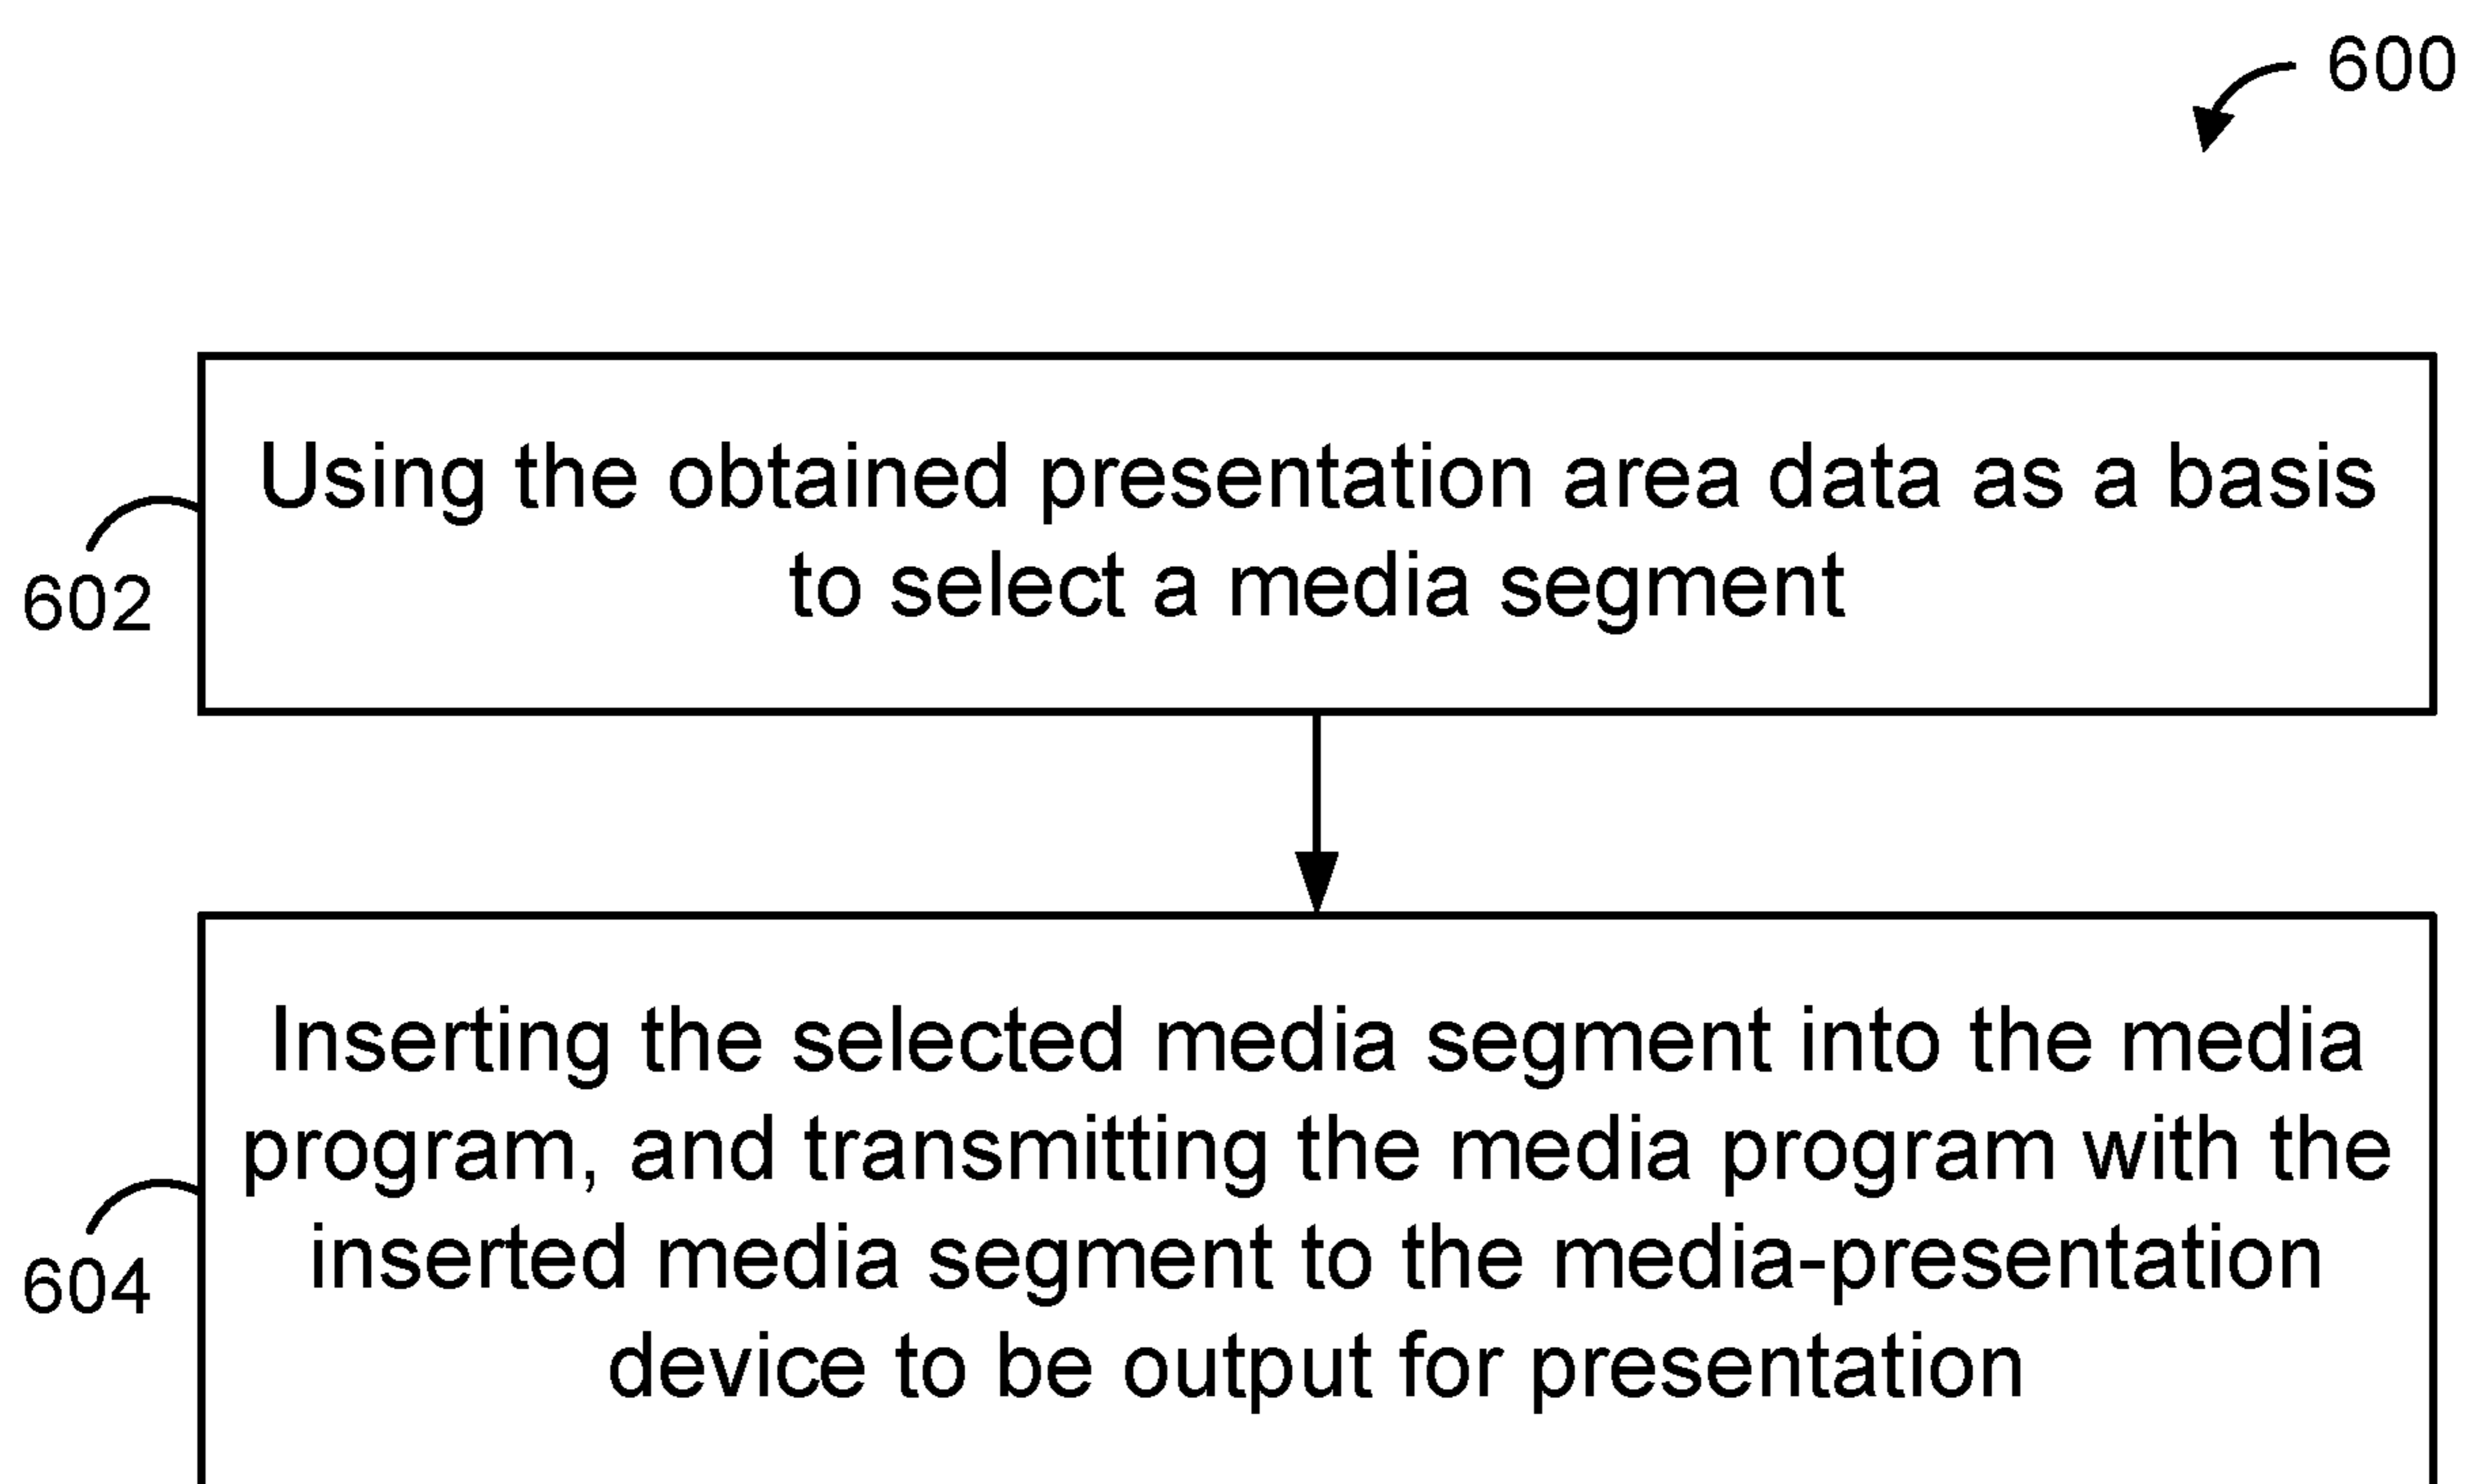 600
Using the obtained presentation area data as a basis
to select a media segment
602
Inserting the selected media segment into the media
program, and transmitting the media program with the
inserted media segment to the media-presentation
device to be output for presentation
604